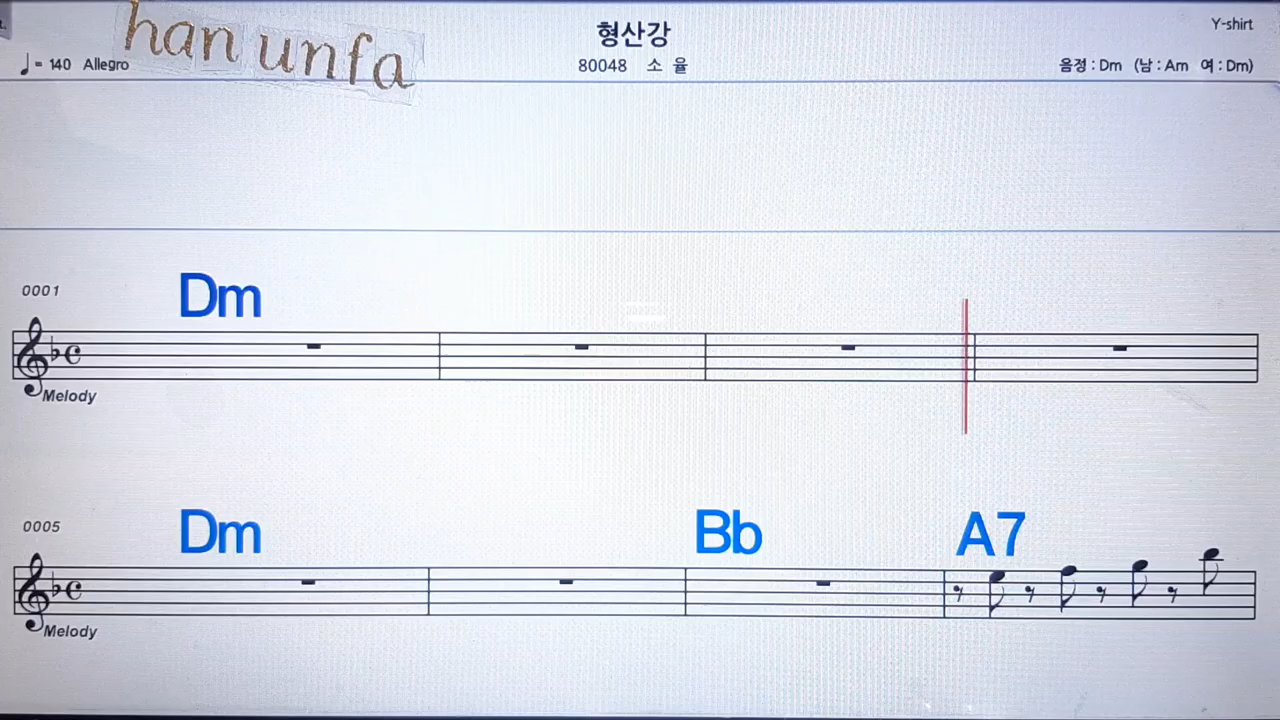 han unfa
형산강
Y-shirt
♩= 140 Allegro
80048 소 율
음정 : Dm (남 : Am 여 : Dm)
0001
Dm
Melody
0005
Dm Bb A7
Melody